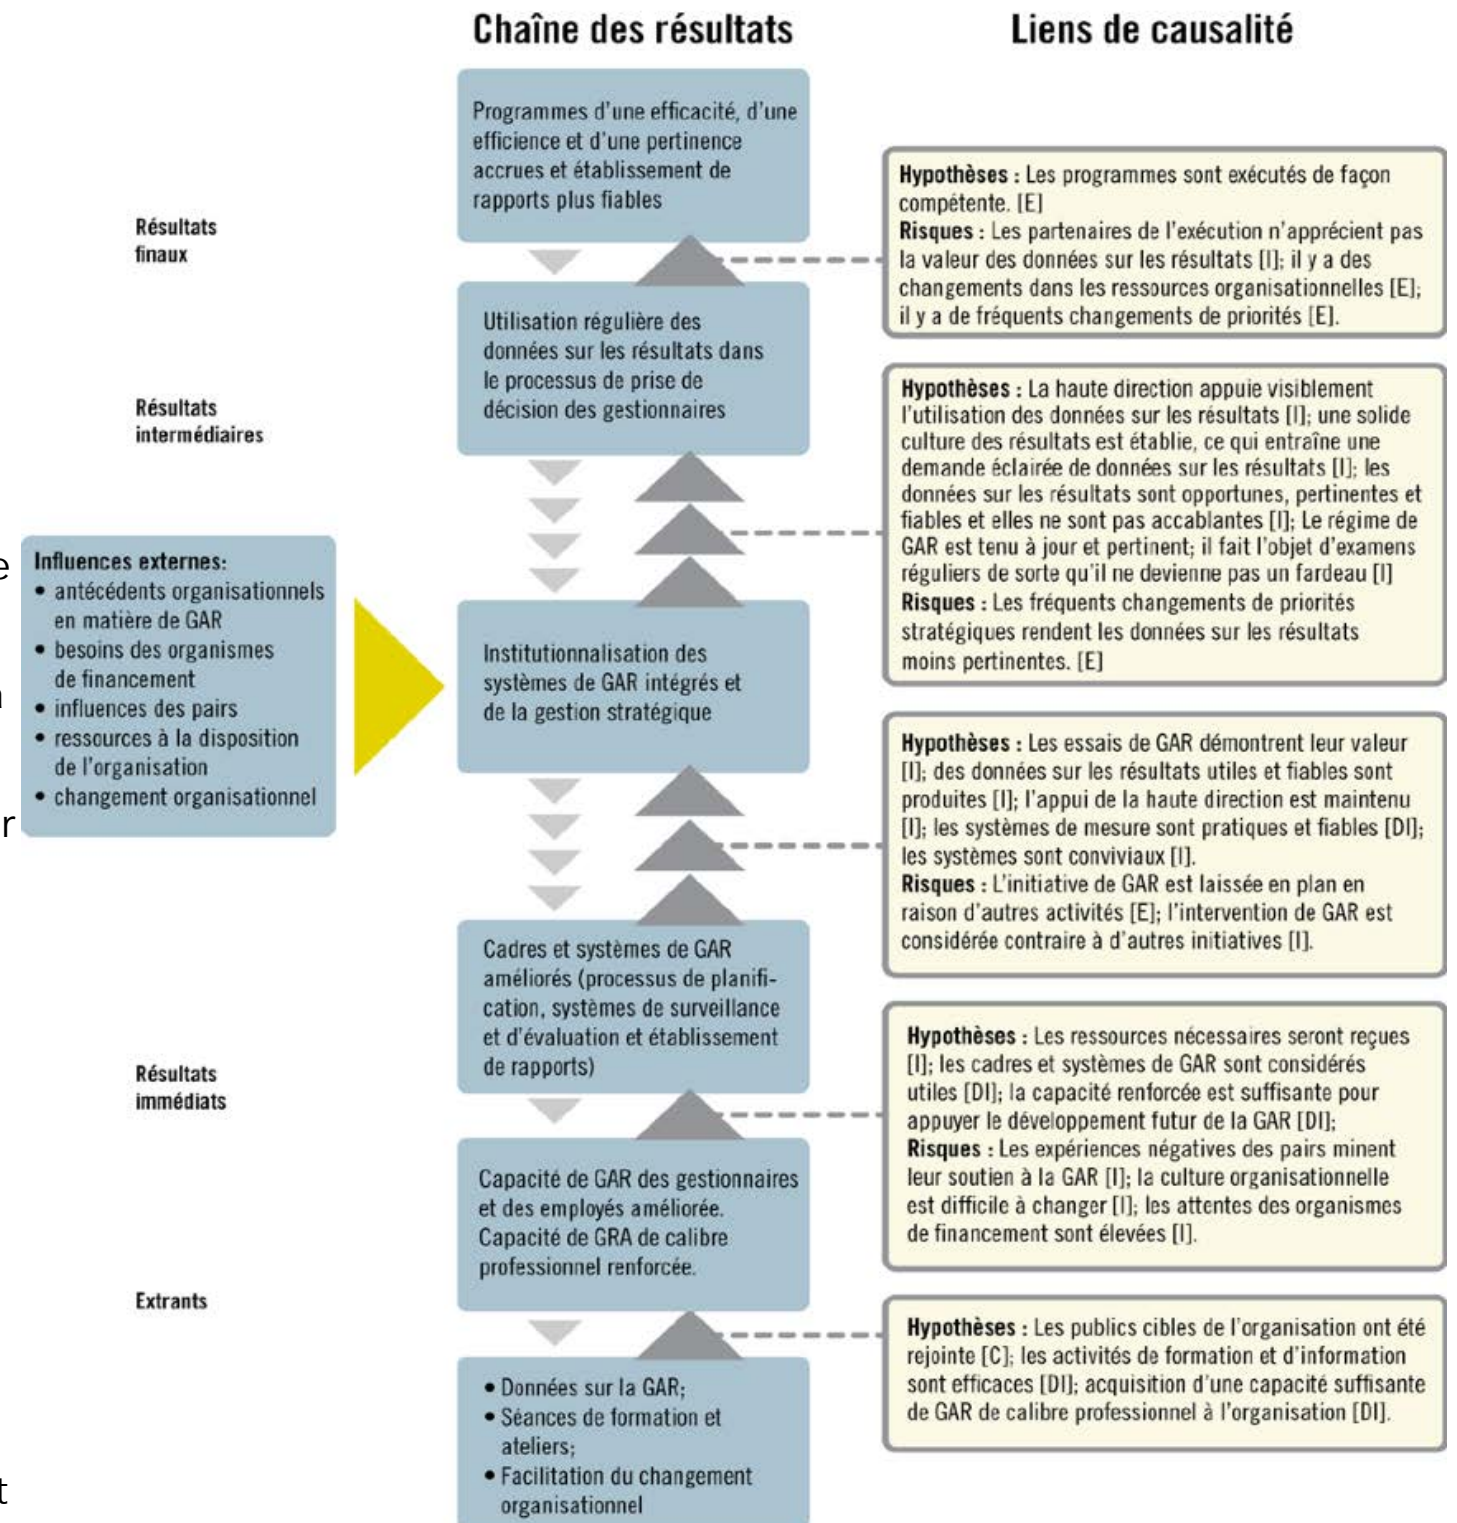 Chaîne des résultats
Liens de causalité
Programmes d'une efficacité, d'une
efficience et d'une pertinence
accrues et établissement de
rapports plus fiables
Résultats
finaux
Hypothèses : Les programmes sont exécutés de façon
compétente. [E]
Risques : Les partenaires de l'exécution n'apprécient pas
la valeur des données sur les résultats [I]; il y a des
changements dans les ressources organisationnelles [E];
il y a de fréquents changements de priorités [E].
Utilisation régulière des
données sur les résultats dans
le processus de prise de
décision des gestionnaires
Résultats
intermédiaires
Hypothèses : La haute direction appuie visiblement
l'utilisation des données sur les résultats [I]; une solide
culture des résultats est établie, ce qui entraîne une
demande éclairée de données sur les résultats [I]; les
données sur les résultats sont opportunes, pertinentes et
fiables et elles ne sont pas accablantes [I]; Le régime de
GAR est tenu à jour et pertinent; il fait l'objet d'examens
réguliers de sorte qu'il ne devienne pas un fardeau [I]
Risques : Les fréquents changements de priorités
stratégiques rendent les données sur les résultats
moins pertinentes. [E]
Influences externes:
• antécédents organisationnels
en matière de GAR
• besoins des organismes
de financement
• influences des pairs
• ressources à la disposition
de l'organisation
• changement organisationnel
Institutionnalisation des
systèmes de GAR intégrés et
de la gestion stratégique
Hypothèses : Les essais de GAR démontrent leur valeur
[I]; des données sur les résultats utiles et fiables sont
produites [I]; l'appui de la haute direction est maintenu
[I]; les systèmes de mesure sont pratiques et fiables [DI];
les systèmes sont conviviaux [I].
Risques : L'initiative de GAR est laissée en plan en
raison d'autres activités [E]; l'intervention de GAR est
considérée contraire à d'autres initiatives [I].
Cadres et systèmes de GAR
améliorés (processus de planifi-
cation, systèmes de surveillance
et d'évaluation et établissement
de rapports)
Résultats
immédiats
Hypothèses : Les ressources nécessaires seront reçues
[I]; les cadres et systèmes de GAR sont considérés
utiles [DI]; la capacité renforcée est suffisante pour
appuyer le développement futur de la GAR [DI];
Risques : Les expériences négatives des pairs minent
leur soutien à la GAR [I]; la culture organisationnelle
est difficile à changer [I]; les attentes des organismes
de financement sont élevées [I].
Capacité de GAR des gestionnaires
et des employés améliorée.
Capacité de GRA de calibre
professionnel renforcée.
Extrants
Hypothèses : Les publics cibles de l'organisation ont été
rejointe [C]; les activités de formation et d'information
sont efficaces [DI]; acquisition d'une capacité suffisante
de GAR de calibre professionnel à l'organisation [DI].
• Données sur la GAR;
• Séances de formation et
ateliers;
• Facilitation du changement
organisationnel